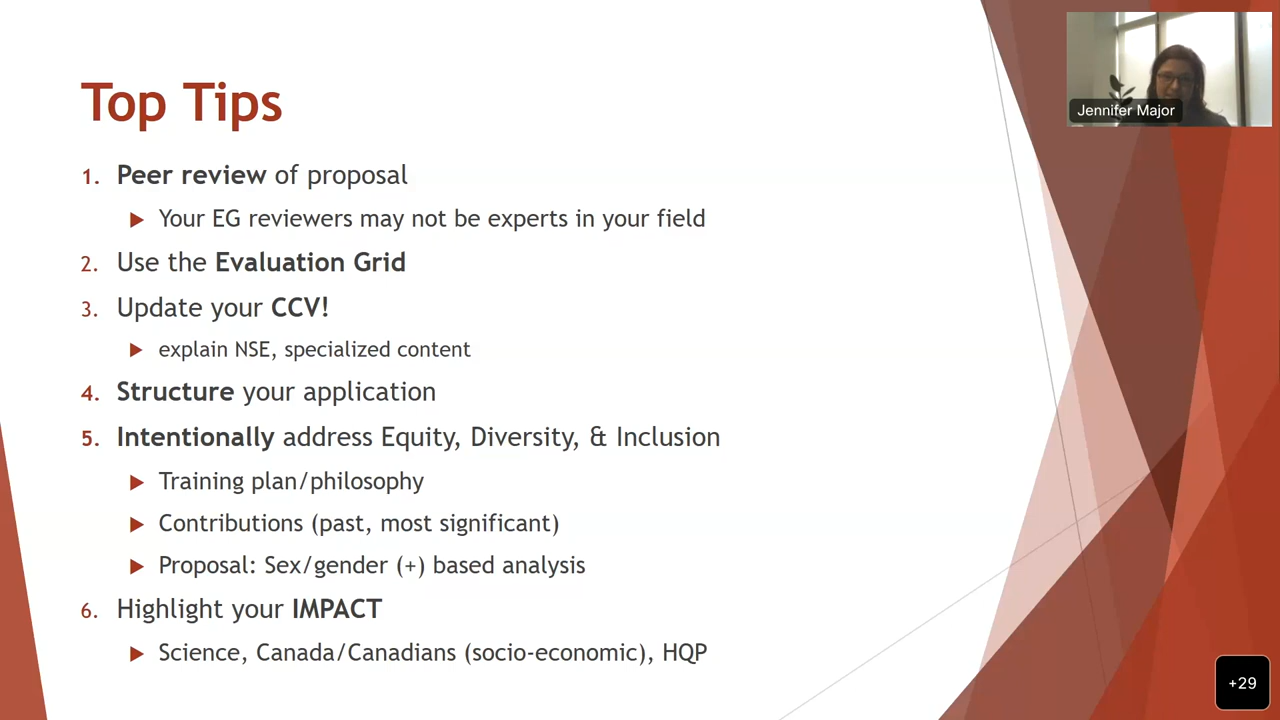 Top Tips
1. Peer review of proposal
Your EG reviewers may not be experts in your field
2. Use the Evaluation Grid
3. Update your CCV!
explain NSE, specialized content
4. Structure your application
5. Intentionally address Equity, Diversity, & Inclusion
Training plan/philosophy
Contributions (past, most significant)
Proposal: Sex/gender (+) based analysis
6. Highlight your IMPACT
Science, Canada/Canadians (socio-economic), HQP
Jennifer Major
+29